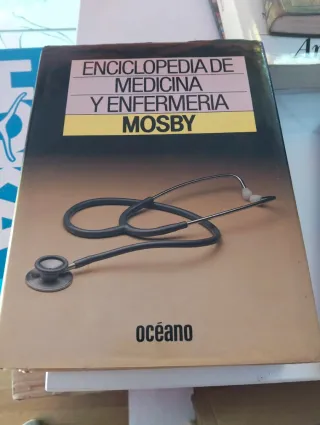 ENCICLOPEDIA DE
MEDICINA
Y ENFERMERIA
MOSBY
océano